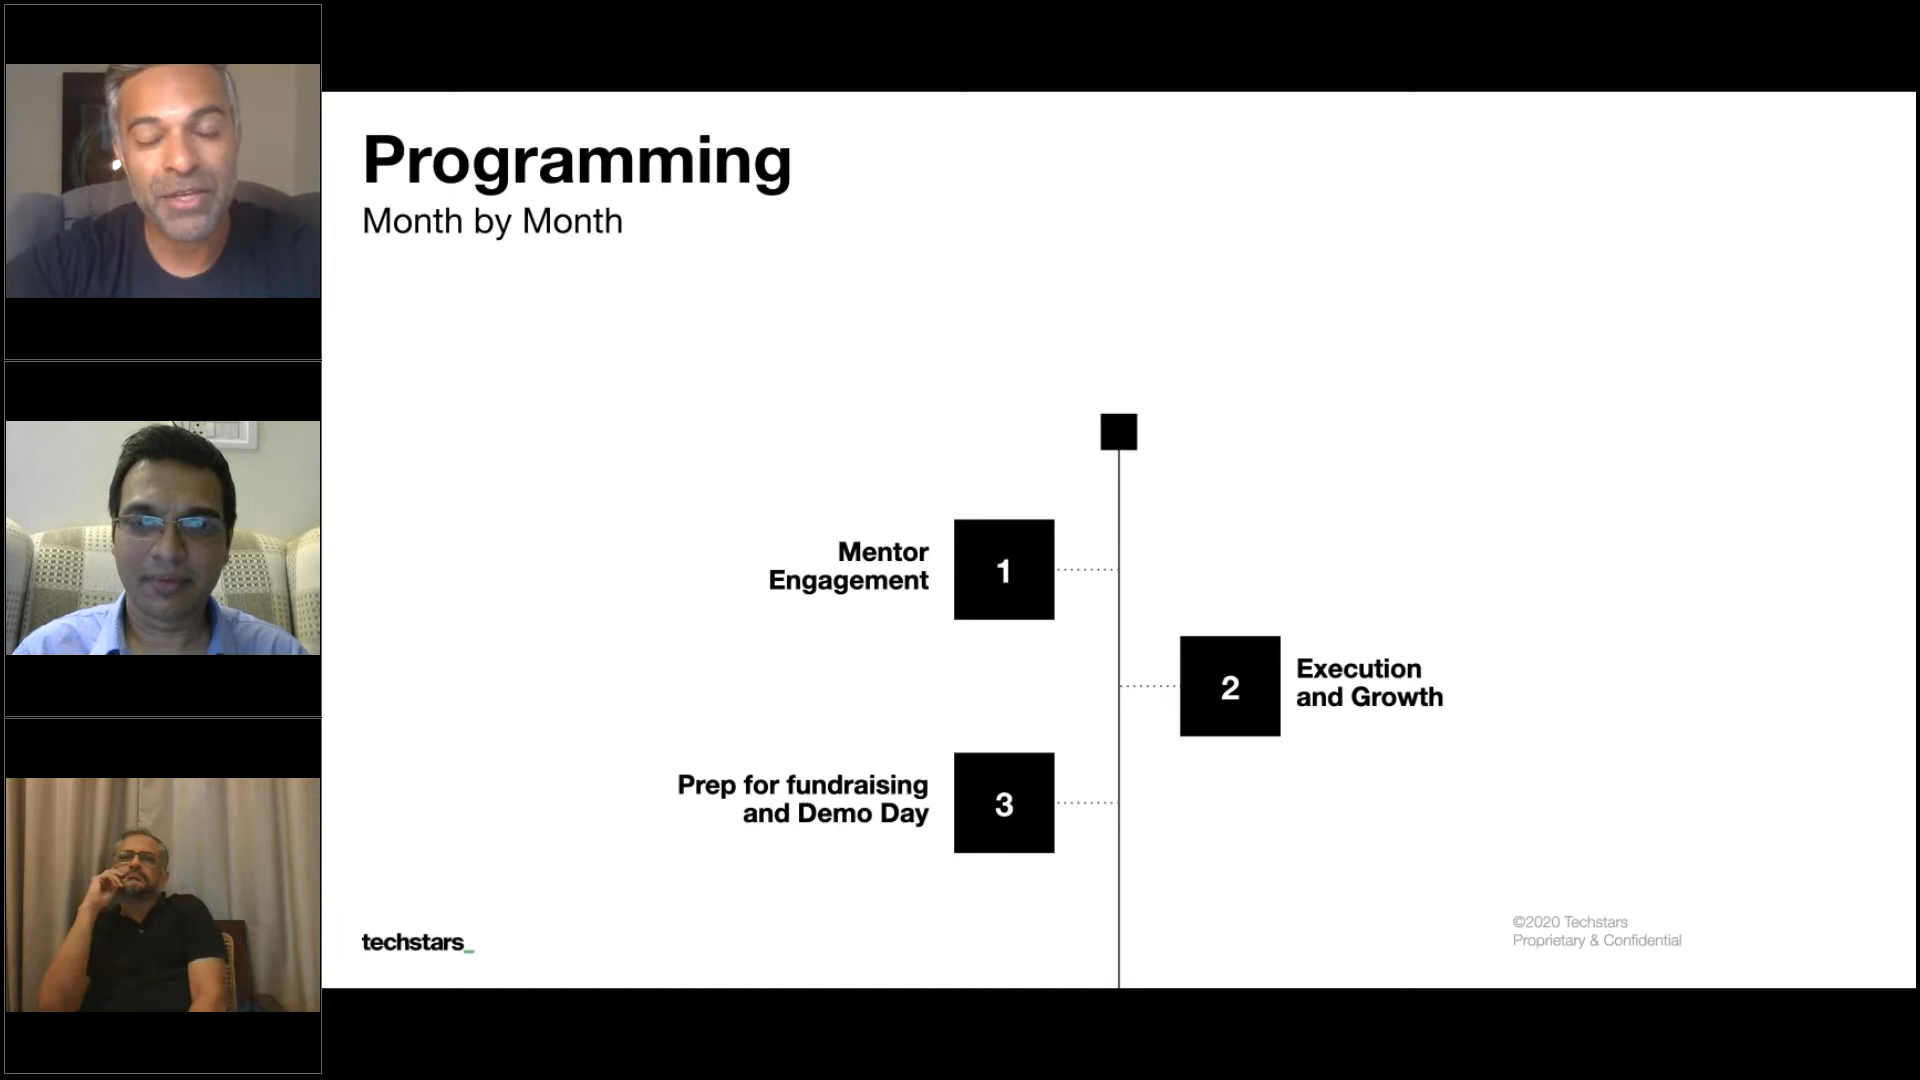 Programming
Month by Month
Mentor
Engagement
1
2
Execution
and Growth
Prep for fundraising
and Demo Day
3
techstars_
©2020 Techstars
Proprietary & Confidential